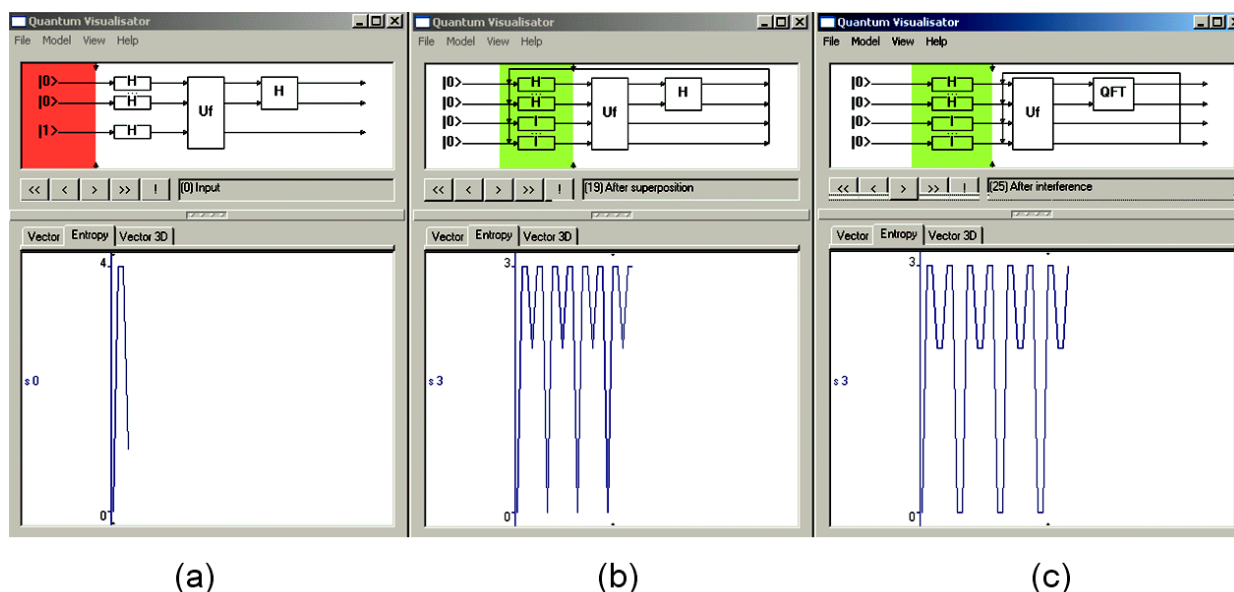 Quantum Visualisator
File Model View Help
|0>
H
...
|0>
H
|1>
H
Uf
H
<< < > >> ! (0) Input
Vector Entropy Vector 3D
4
s 0
0
(a)
Quantum Visualisator
File Model View Help
|0>
H
...
|0>
H
|0>
I
...
|0>
I
Uf
H
<< < > >> ! (19) After superposition
Vector Entropy Vector 3D
3
s 3
0
(b)
Quantum Visualisator
File Model View Help
|0>
H
...
|0>
H
|0>
I
...
|0>
I
Uf
QFT
<< < > >> ! (25) After interference
Vector Entropy Vector 3D
3
s 3
0
(c)